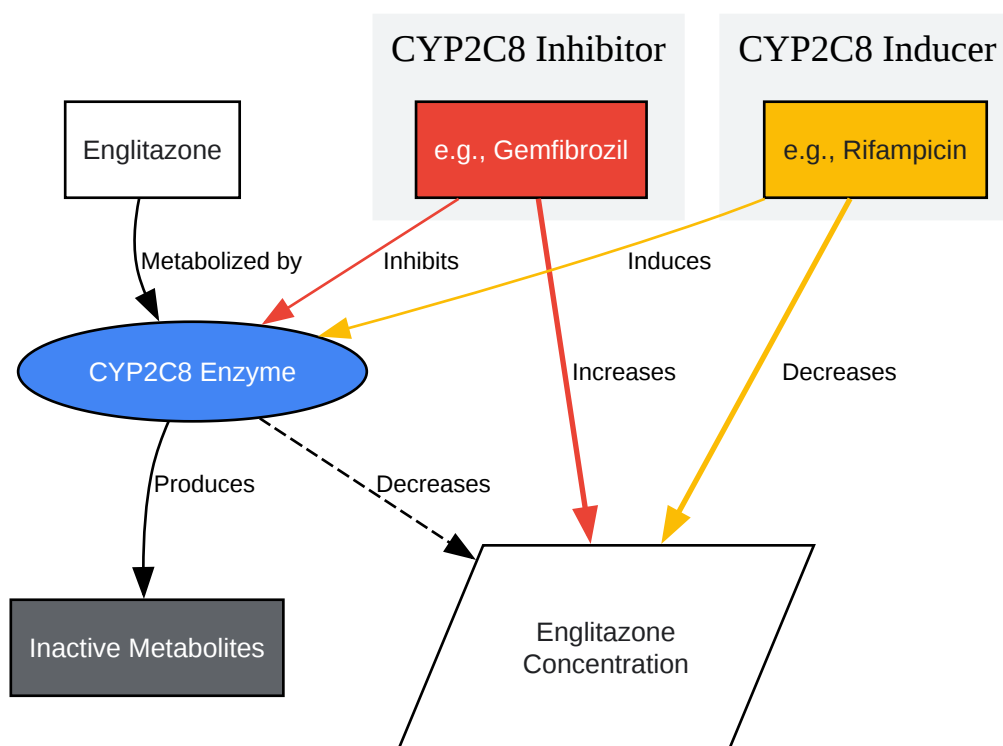 CYP2C8 Inhibitor
CYP2C8 Inducer
Englitazone
e.g., Gemfibrozil
e.g., Rifampicin
Metabolized by
Inhibits
Induces
CYP2C8 Enzyme
Increases
Decreases
Produces
Decreases
Inactive Metabolites
Englitazone
Concentration